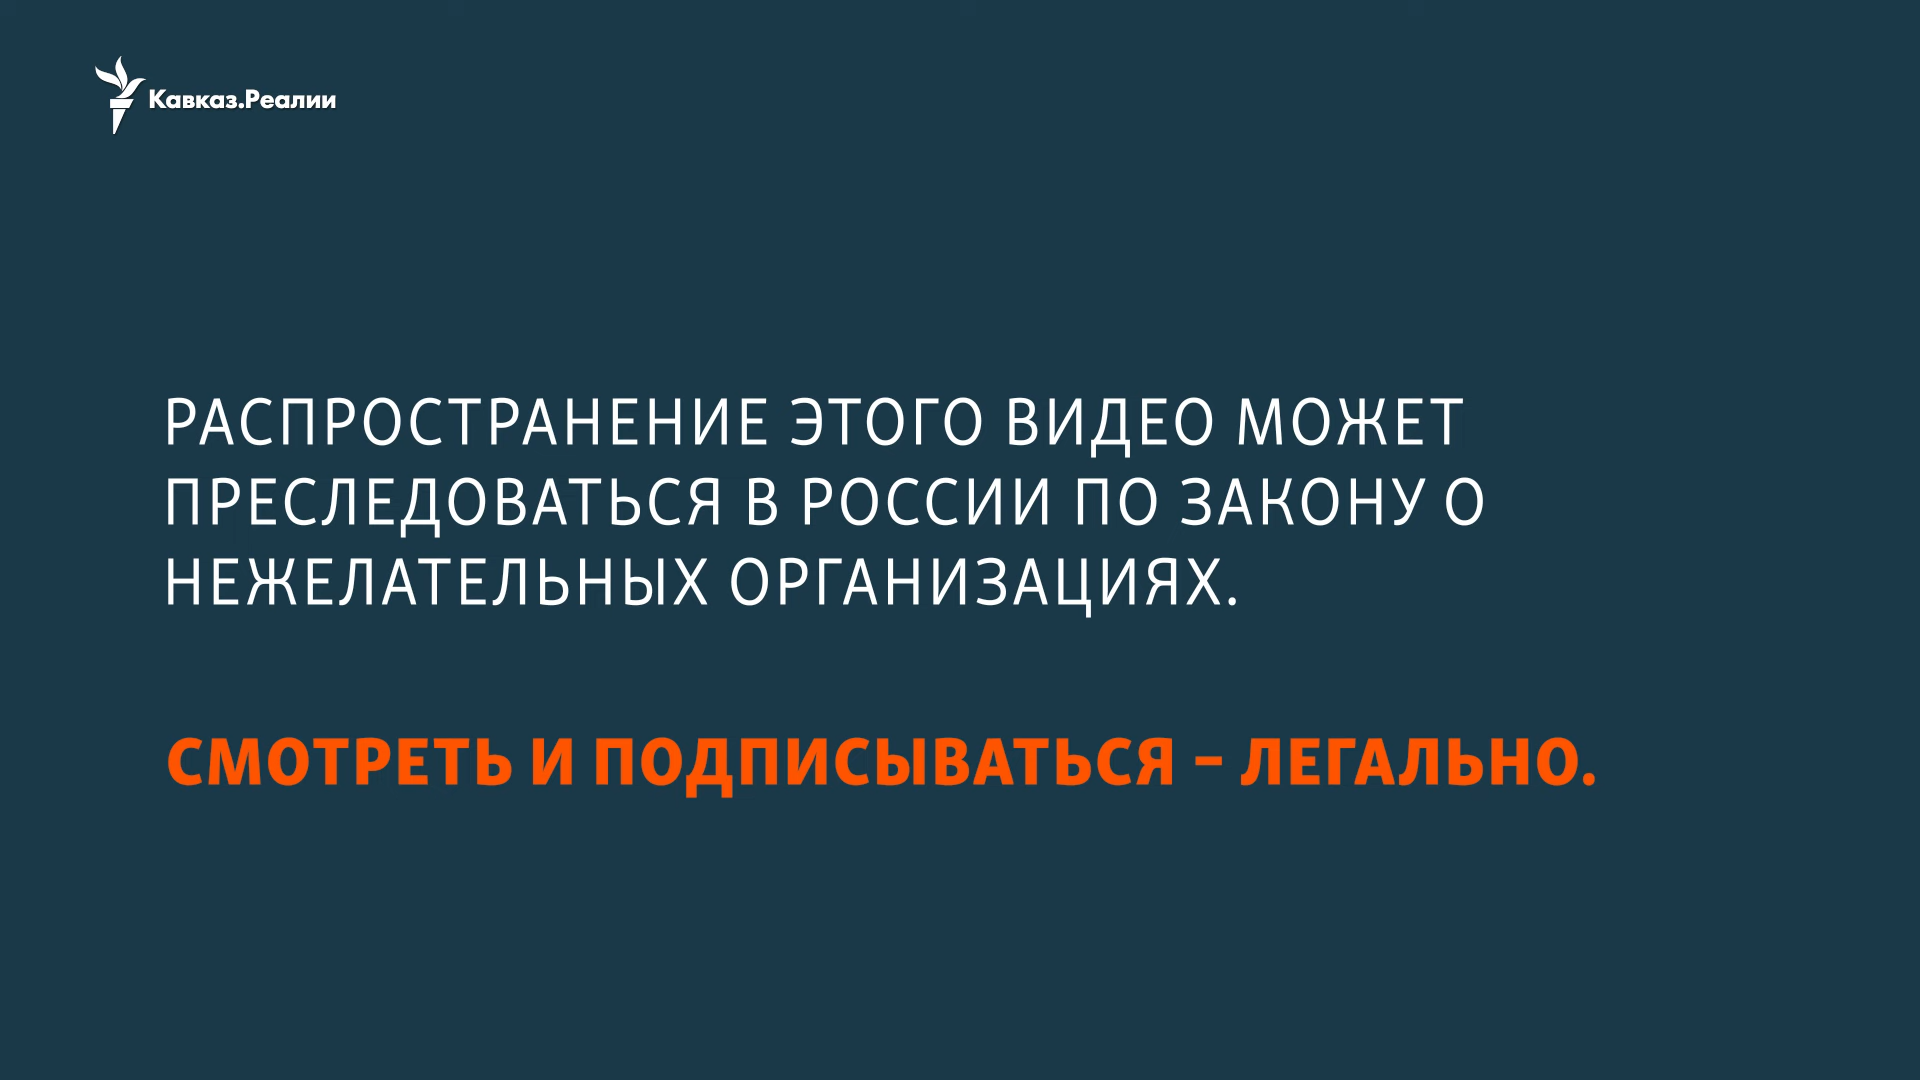 Кавказ.Реалии
РАСПРОСТРАНЕНИЕ ЭТОГО ВИДЕО МОЖЕТ
ПРЕСЛЕДОВАТЬСЯ В РОССИИ ПО ЗАКОНУ О
НЕЖЕЛАТЕЛЬНЫХ ОРГАНИЗАЦИЯХ.
СМОТРЕТЬ И ПОДПИСЫВАТЬСЯ – ЛЕГАЛЬНО.